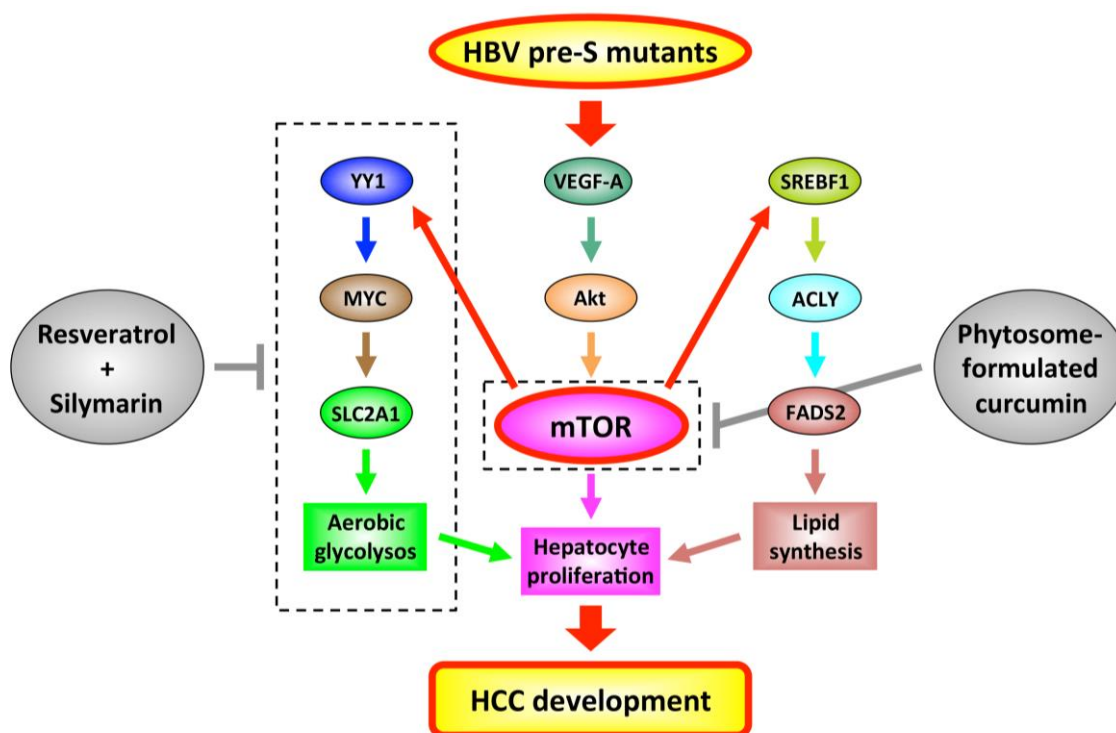 HBV pre-S mutants
YY1
VEGF-A
SREBF1
MYC
Akt
ACLY
Resveratrol
+
Silymarin
Phytosome-
formulated
curcumin
SLC2A1
mTOR
FADS2
Aerobic
glycolysos
Hepatocyte
proliferation
Lipid
synthesis
HCC development